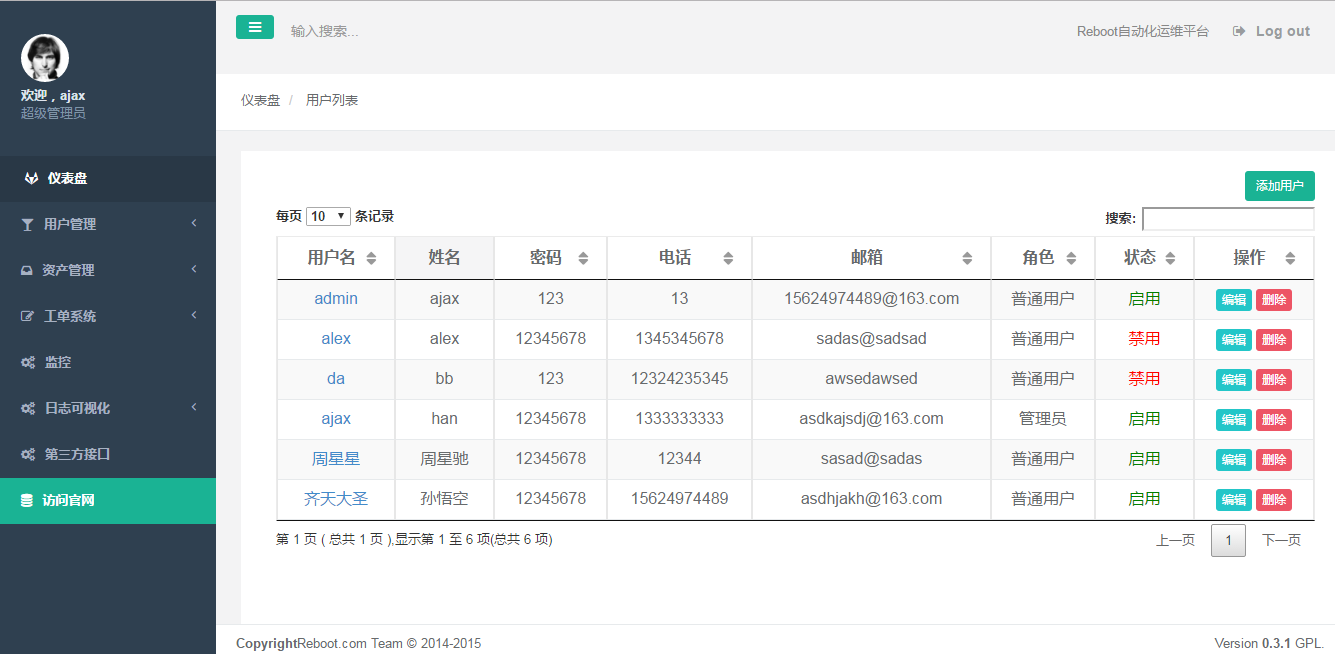 欢迎，ajax
超级管理员
仪表盘
用户管理
资产管理
工单系统
监控
日志可视化
第三方接口
访问官网
输入搜索... Reboot自动化运维平台 Log out
仪表盘 / 用户列表
添加用户
每页 10 条记录 搜索:
用户名 姓名 密码 电话 邮箱 角色 状态 操作
admin ajax 123 13 15624974489@163.com 普通用户 启用 编辑 删除
alex alex 12345678 1345345678 sadas@sadsad 普通用户 禁用 编辑 删除
da bb 123 12324235345 awsedawsed 普通用户 禁用 编辑 删除
ajax han 12345678 1333333333 asdkajsdj@163.com 管理员 启用 编辑 删除
周星星 周星驰 12345678 12344 sasad@sadas 普通用户 启用 编辑 删除
齐天大圣 孙悟空 12345678 15624974489 asdhjakh@163.com 普通用户 启用 编辑 删除
第 1 页 ( 总共 1 页 ),显示第 1 至 6 项(总共 6 项) 上一页 1 下一页
CopyrightReboot.com Team © 2014-2015 Version 0.3.1 GPL.